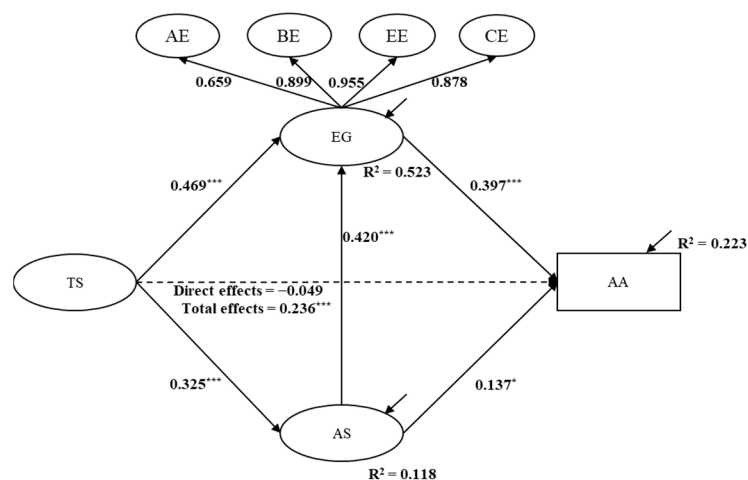 AE BE EE CE
0.659 0.899 0.955 0.878
EG
R² = 0.523
0.469***
0.397***
0.420***
R² = 0.223
TS
AA
Direct effects = −0.049
Total effects = 0.236***
0.325***
0.137*
AS
R² = 0.118